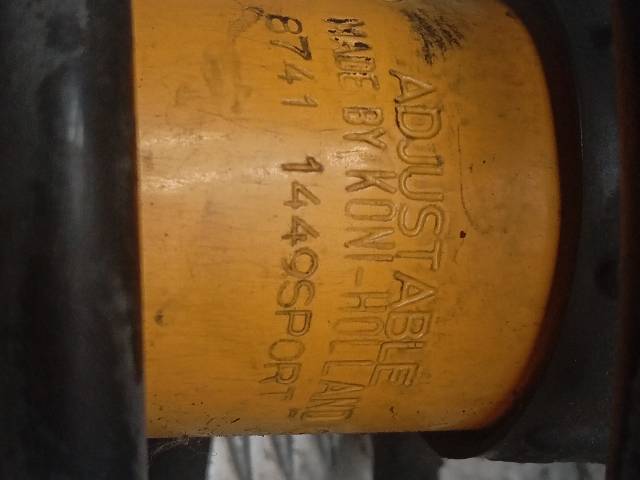 ADJUSTABLE
MADE BY KONI-HOLLAND
8741 1449SPORT